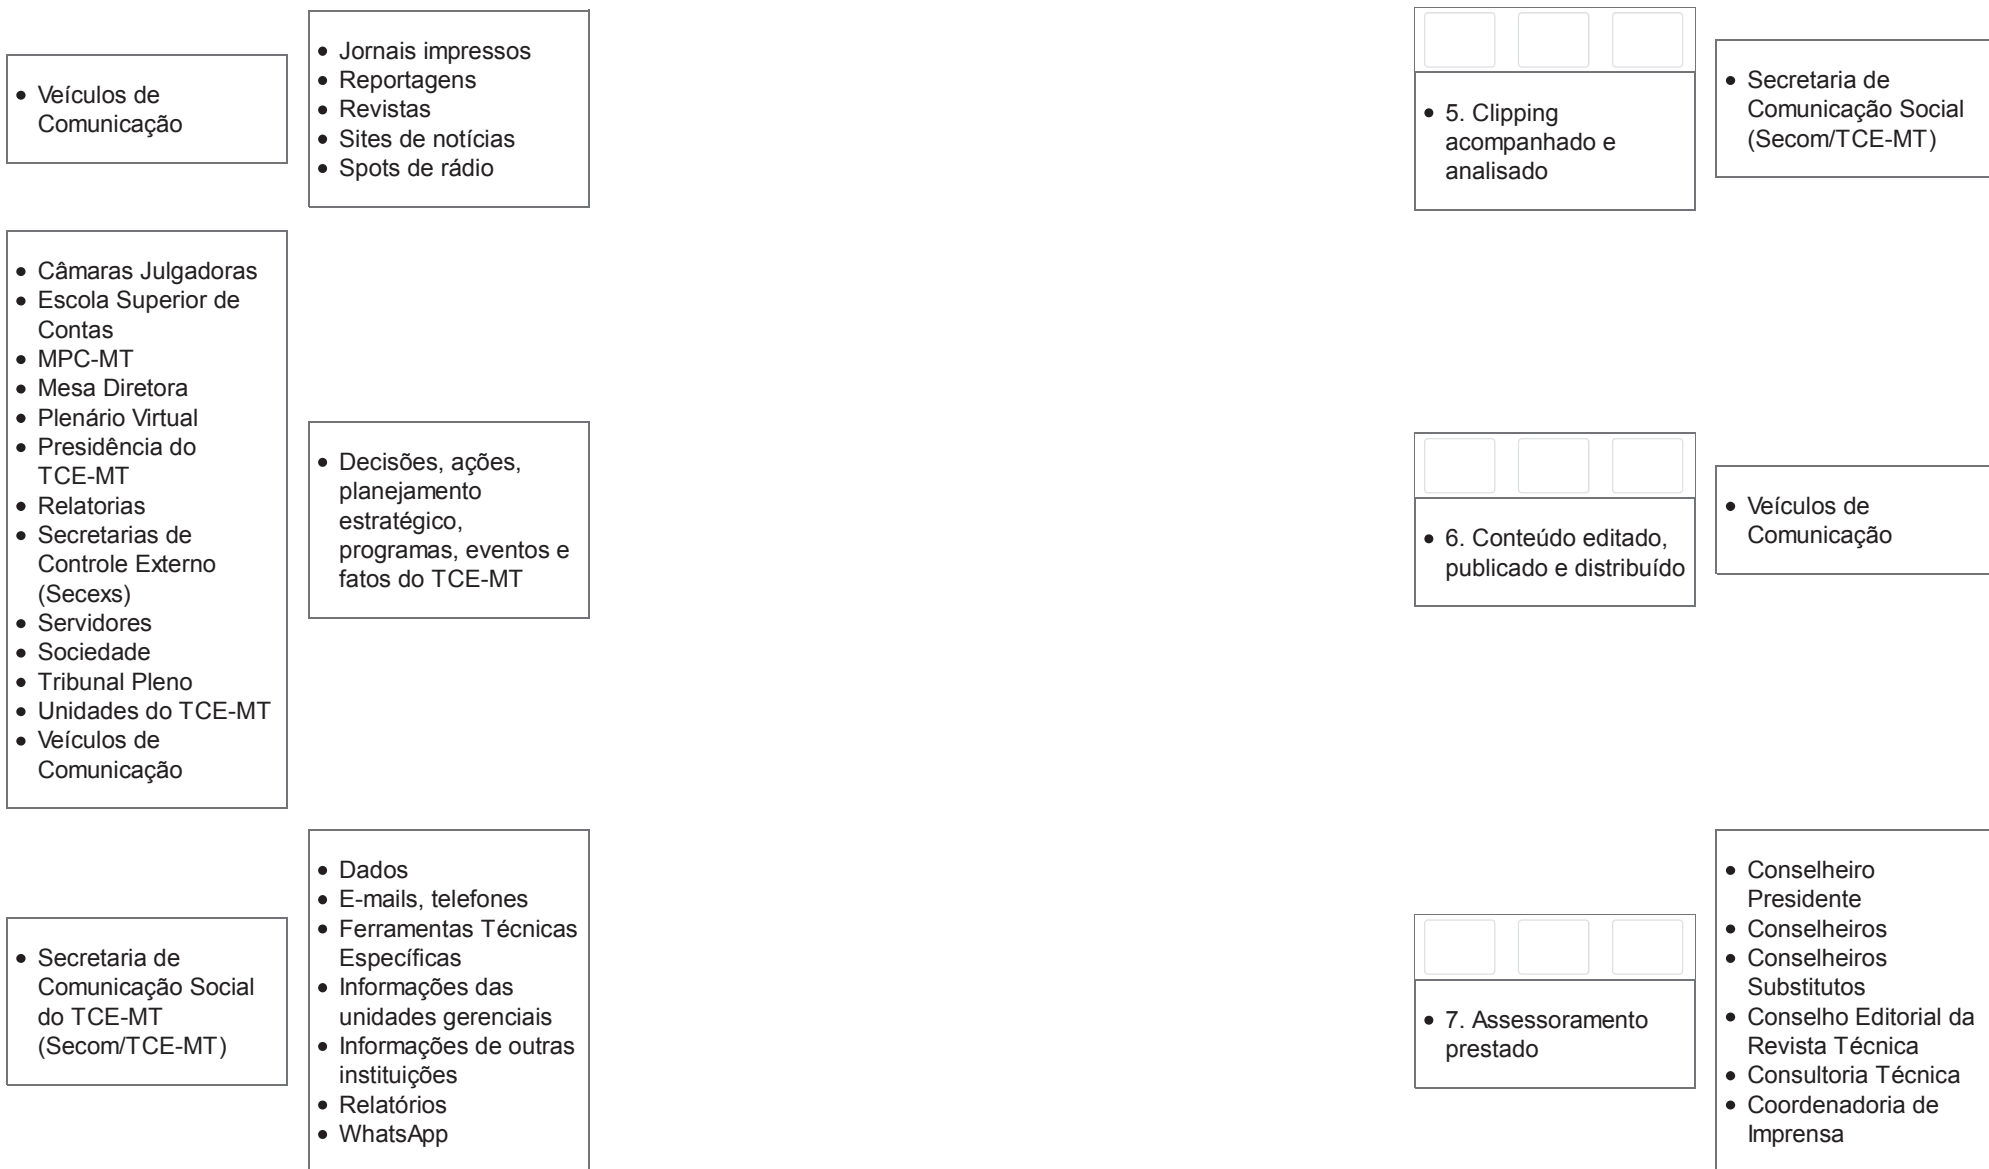 Veículos de
Comunicação
Jornais impressos
Reportagens
Revistas
Sites de notícias
Spots de rádio
5. Clipping
acompanhado e
analisado
Secretaria de
Comunicação Social
(Secom/TCE-MT)
Câmaras Julgadoras
Escola Superior de
Contas
MPC-MT
Mesa Diretora
Plenário Virtual
Presidência do
TCE-MT
Relatorias
Secretarias de
Controle Externo
(Secexs)
Servidores
Sociedade
Tribunal Pleno
Unidades do TCE-MT
Veículos de
Comunicação
Decisões, ações,
planejamento
estratégico,
programas, eventos e
fatos do TCE-MT
6. Conteúdo editado,
publicado e distribuído
Veículos de
Comunicação
Secretaria de
Comunicação Social
do TCE-MT
(Secom/TCE-MT)
Dados
E-mails, telefones
Ferramentas Técnicas
Específicas
Informações das
unidades gerenciais
Informações de outras
instituições
Relatórios
WhatsApp
7. Assessoramento
prestado
Conselheiro
Presidente
Conselheiros
Conselheiros
Substitutos
Conselho Editorial da
Revista Técnica
Consultoria Técnica
Coordenadoria de
Imprensa